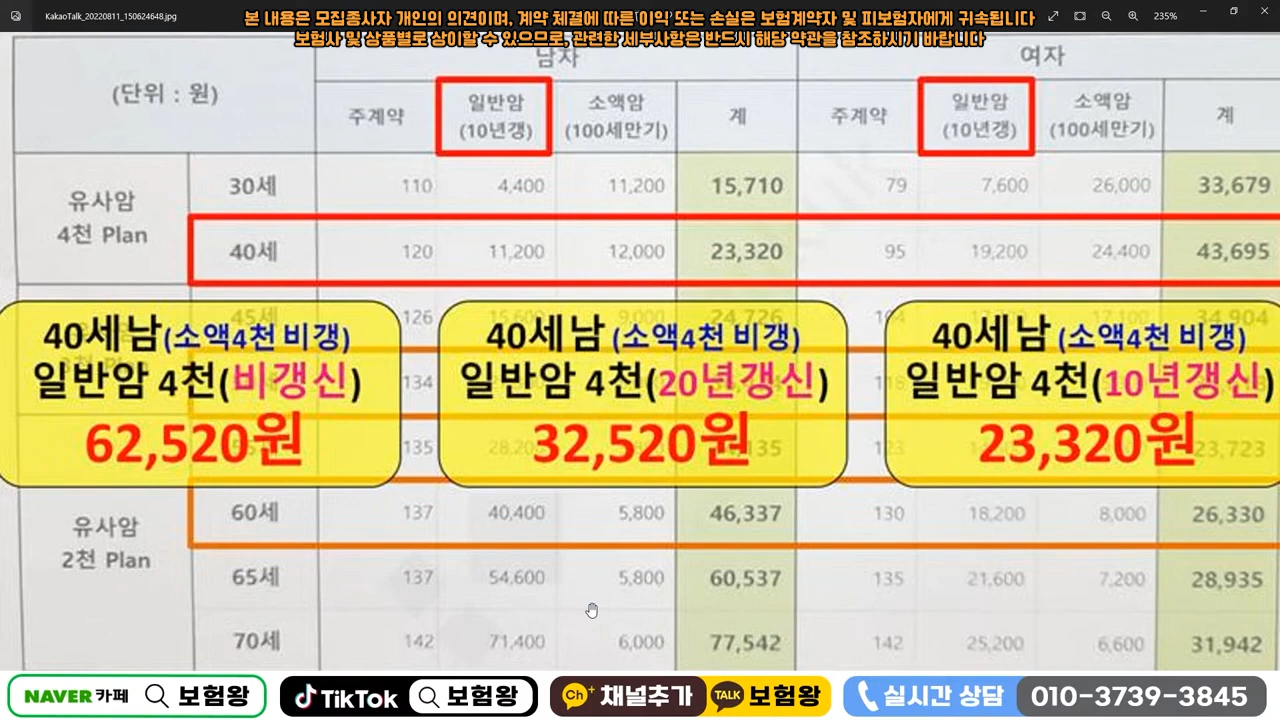 KakaoTalk_20220811_150624648.jpg
235%
본 내용은 모집종사자 개인의 의견이며, 계약 체결에 따른 이익 또는 손실은 보험계약자 및 피보험자에게 귀속됩니다
보험사 및 상품별로 상이할 수 있으므로, 관련한 세부사항은 반드시 해당 약관을 참조하시기 바랍니다
(단위 : 원) 남자 여자
주계약 일반암 (10년갱) 소액암 (100세만기) 계 주계약 일반암 (10년갱) 소액암 (100세만기) 계
유사암 4천 Plan
30세 110 4,400 11,200 15,710 79 7,600 26,000 33,679
40세 120 11,200 12,000 23,320 95 19,200 24,400 43,695
126
40세남(소액4천 비갱)
일반암 4천(비갱신)
62,520원
40세남 (소액4천 비갱)
일반암 4천(20년갱신)
32,520원
40세남 (소액4천 비갱)
일반암 4천(10년갱신)
23,320원
134
135
유사암 2천 Plan
60세 137 40,400 5,800 46,337 130 18,200 8,000 26,330
65세 137 54,600 5,800 60,537 135 21,600 7,200 28,935
70세 142 71,400 6,000 77,542 142 25,200 6,600 31,942
NAVER 카페 보험왕
TikTok 보험왕
Ch+ 채널추가 TALK 보험왕
실시간 상담 010-3739-3845